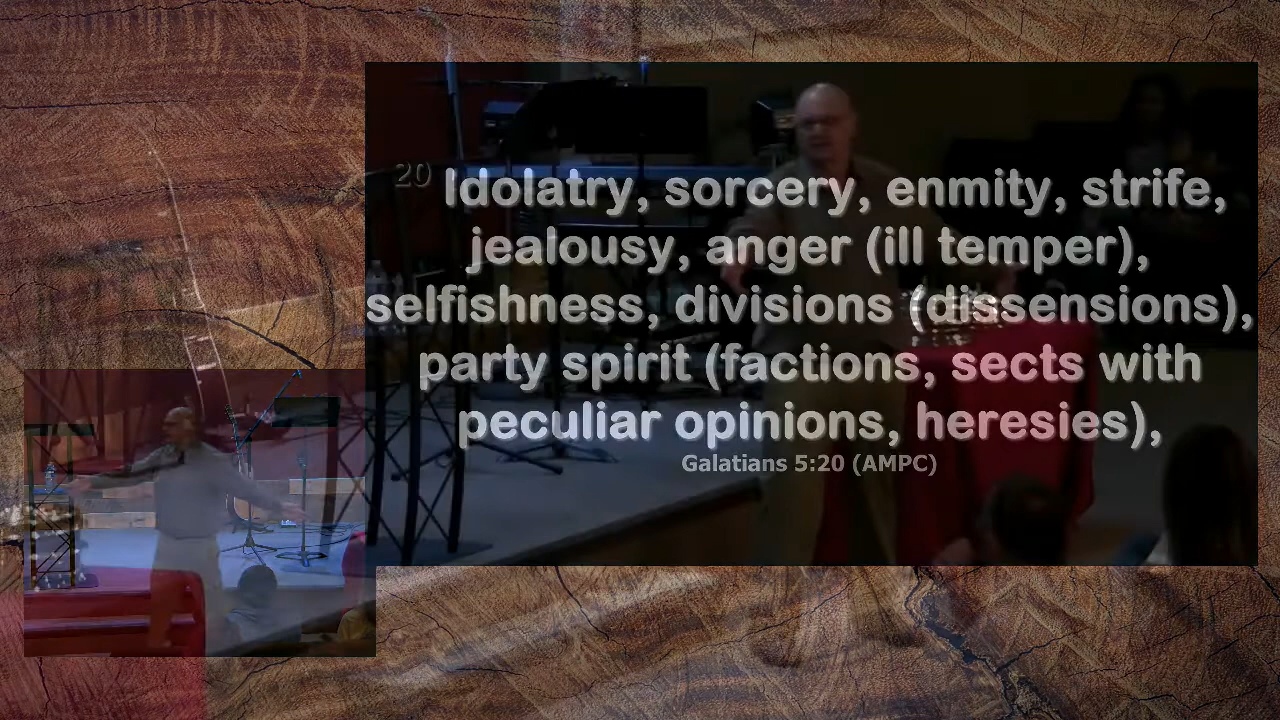 20 Idolatry, sorcery, enmity, strife,
jealousy, anger (ill temper),
selfishness, divisions (dissensions),
party spirit (factions, sects with
peculiar opinions, heresies),
Galatians 5:20 (AMPC)